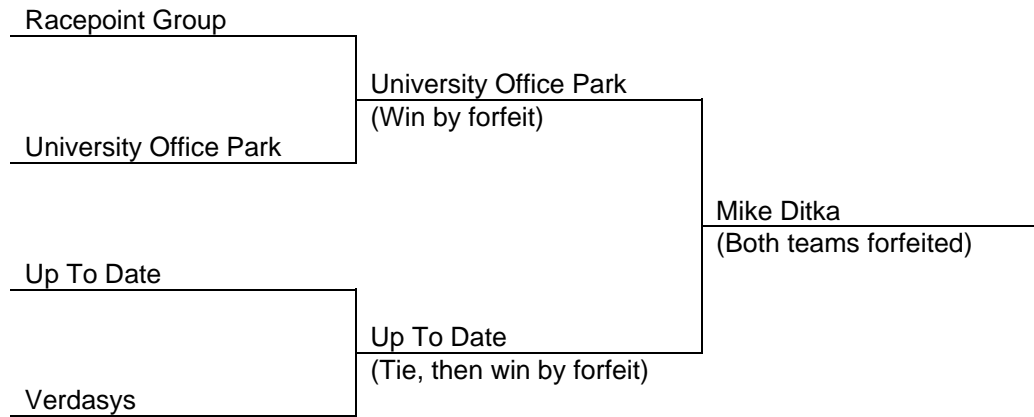 Racepoint Group
University Office Park
(Win by forfeit)
University Office Park
Mike Ditka
(Both teams forfeited)
Up To Date
Up To Date
(Tie, then win by forfeit)
Verdasys